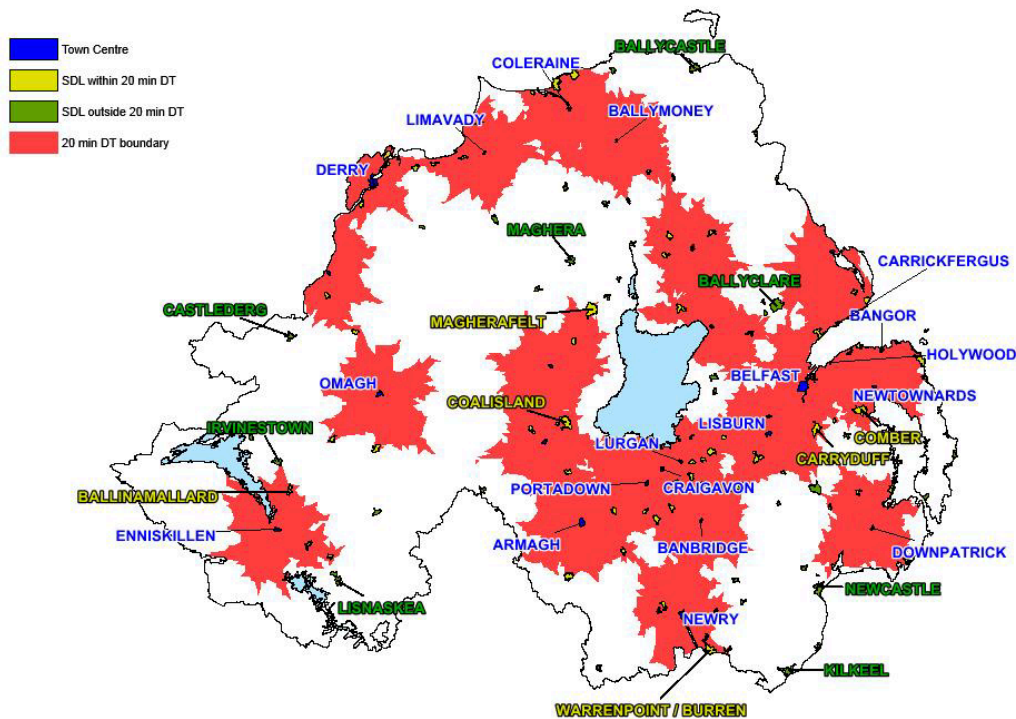 Town Centre
SDL within 20 min DT
SDL outside 20 min DT
20 min DT boundary
BALLYCASTLE
COLERAINE
LIMAVADY
BALLYMONEY
DERRY
MAGHERA
CARRICKFERGUS
BALLYCLARE
CASTLEDERG
MAGHERAFELT
BANGOR
HOLYWOOD
BELFAST
OMAGH
NEWTOWNARDS
COALISLAND
IRVINESTOWN
LISBURN
LURGAN
COMBER
CARRYDUFF
BALLINAMALLARD
PORTADOWN
CRAIGAVON
ENNISKILLEN
ARMAGH
BANBRIDGE
DOWNPATRICK
NEWCASTLE
LISNASKEA
NEWRY
KILKEEL
WARRENPOINT / BURREN